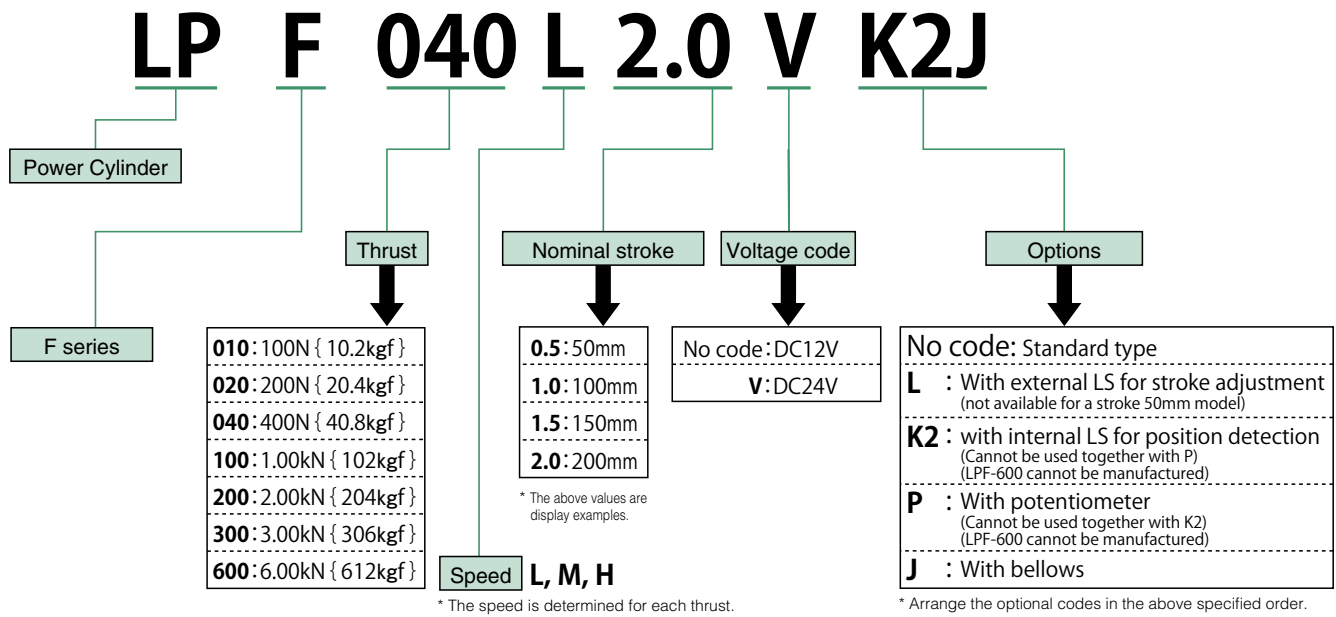 LP F 040 L 2.0 V K2J
Power Cylinder
F series
Thrust
010:100N { 10.2kgf }
020:200N { 20.4kgf }
040:400N { 40.8kgf }
100:1.00kN { 102kgf }
200:2.00kN { 204kgf }
300:3.00kN { 306kgf }
600:6.00kN { 612kgf }
Speed L, M, H
* The speed is determined for each thrust.
Nominal stroke
0.5:50mm
1.0:100mm
1.5:150mm
2.0:200mm
* The above values are
display examples.
Voltage code
No code:DC12V
V:DC24V
Options
No code: Standard type
L : With external LS for stroke adjustment
(not available for a stroke 50mm model)
K2 : with internal LS for position detection
(Cannot be used together with P)
(LPF-600 cannot be manufactured)
P : With potentiometer
(Cannot be used together with K2)
(LPF-600 cannot be manufactured)
J : With bellows
* Arrange the optional codes in the above specified order.